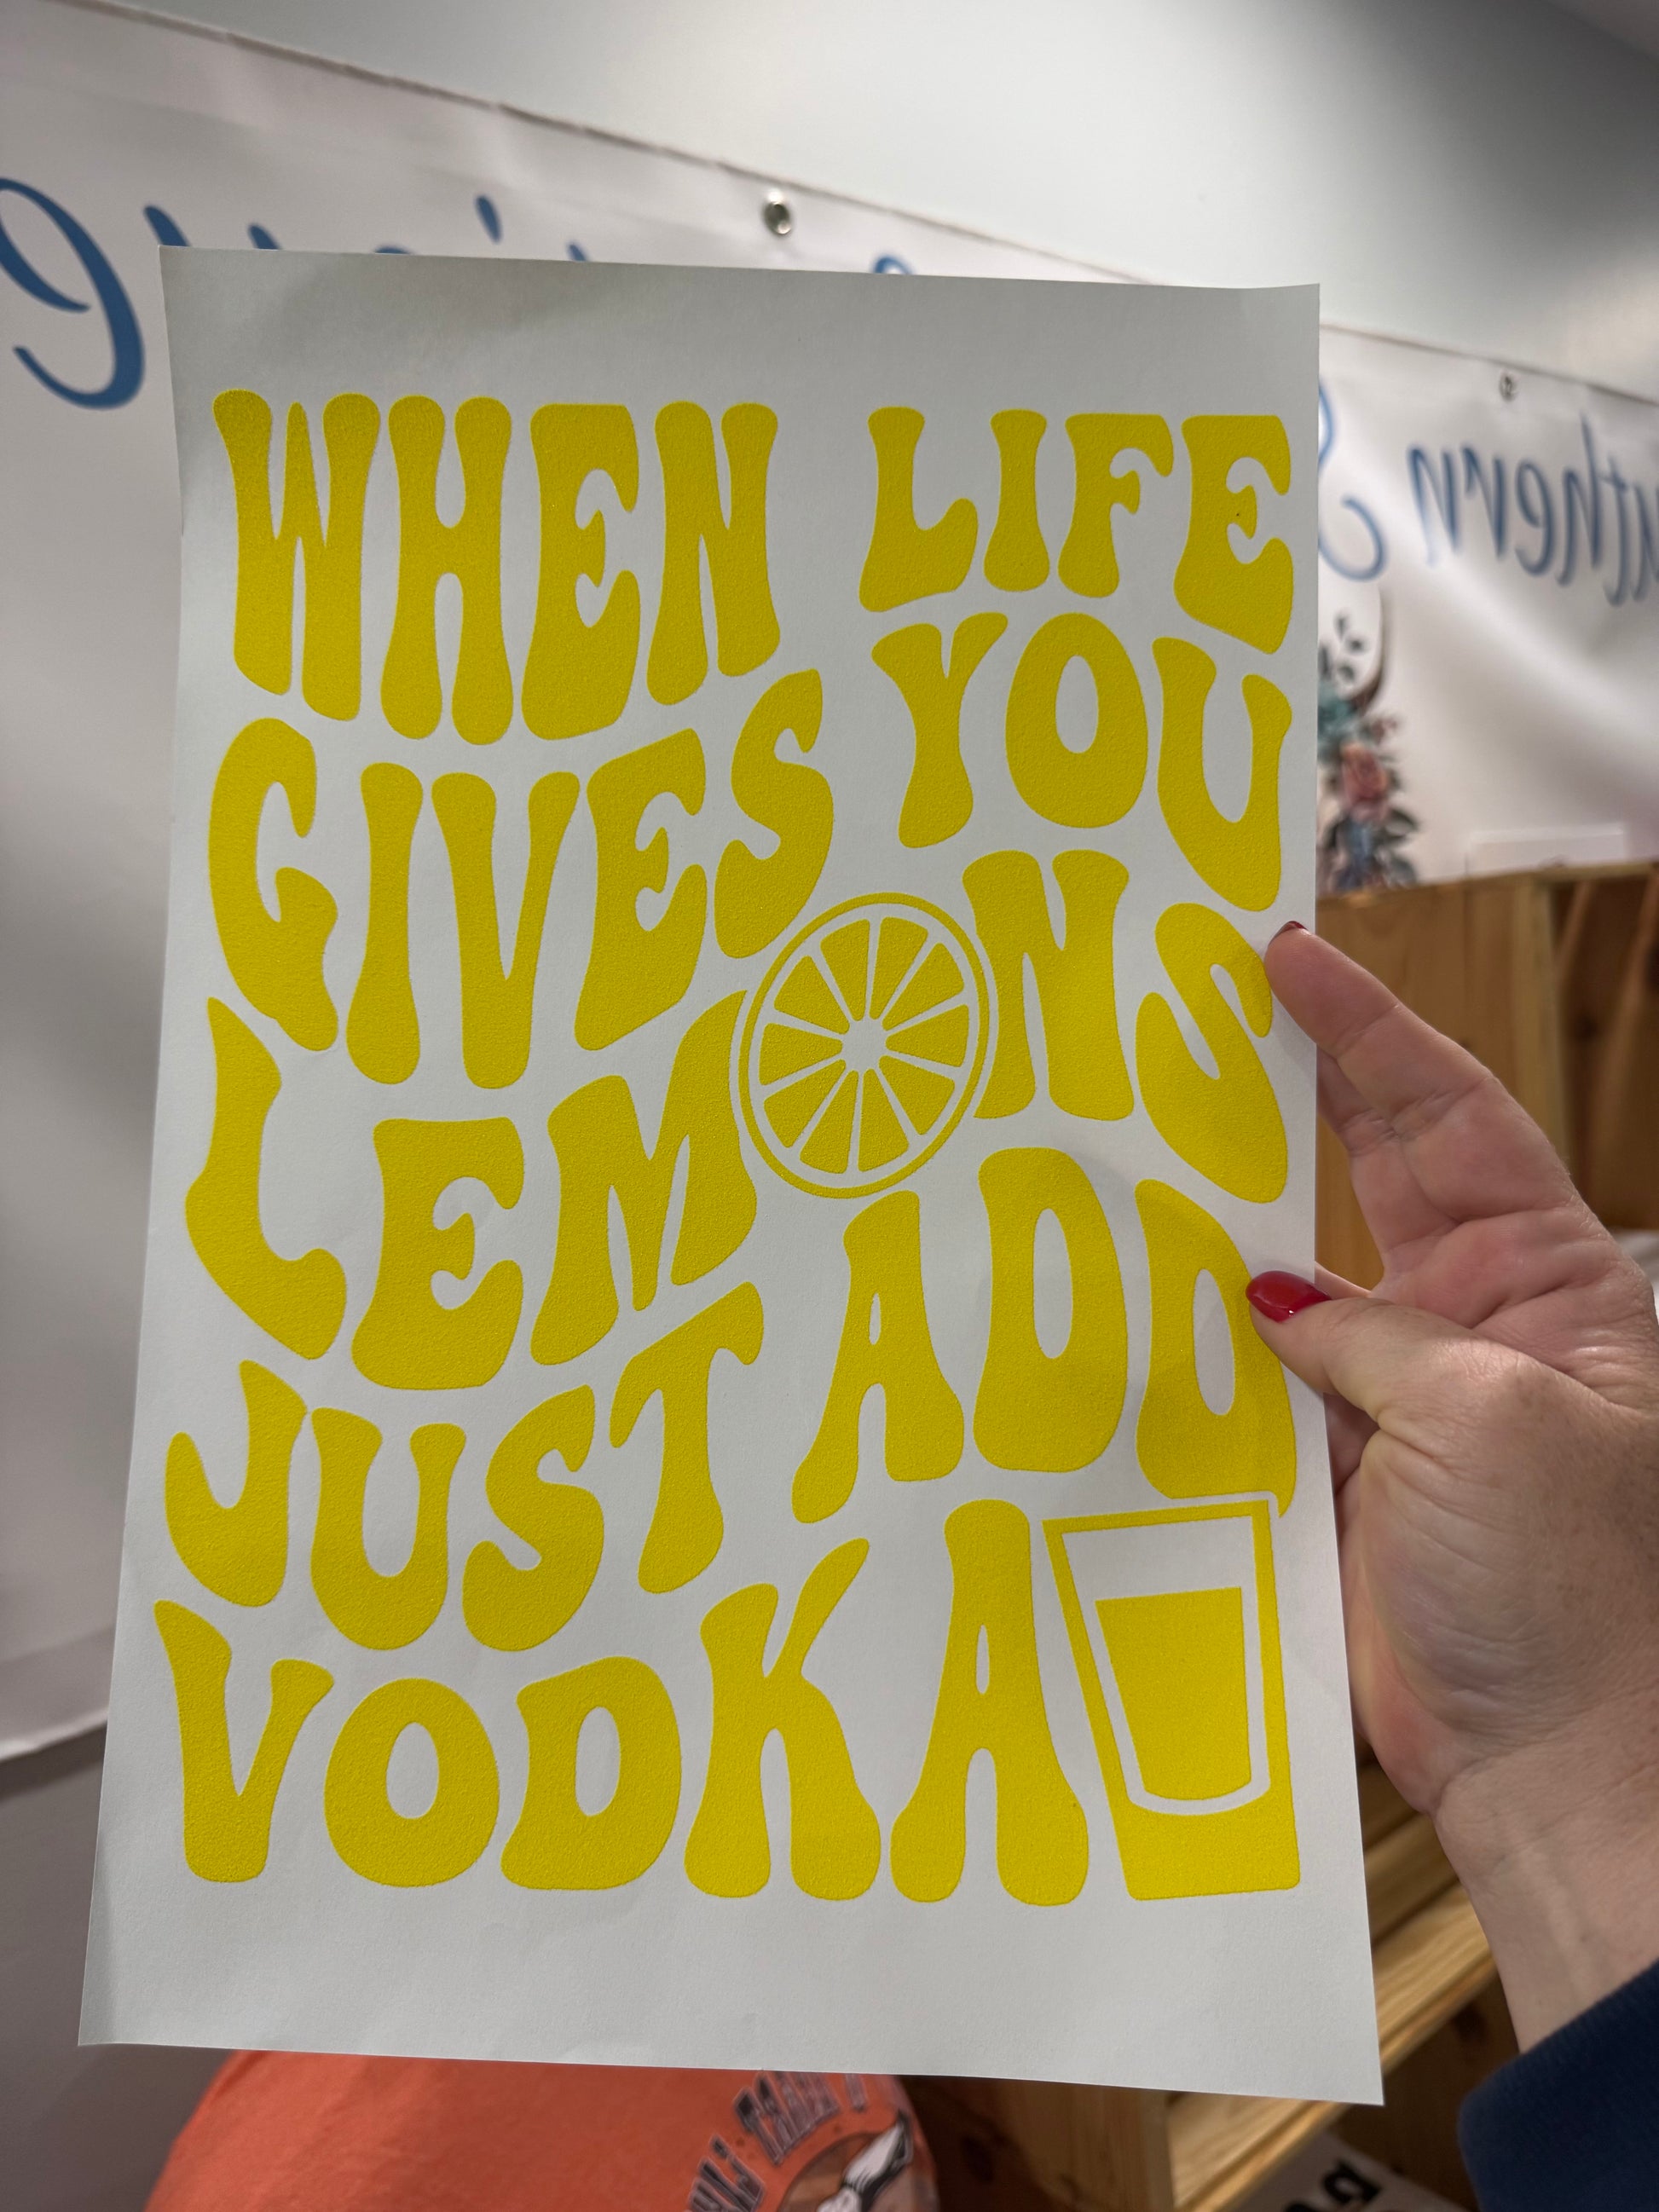 WHEN LIFE
GIVES YOU
LEMONS
JUST ADD
VODKA